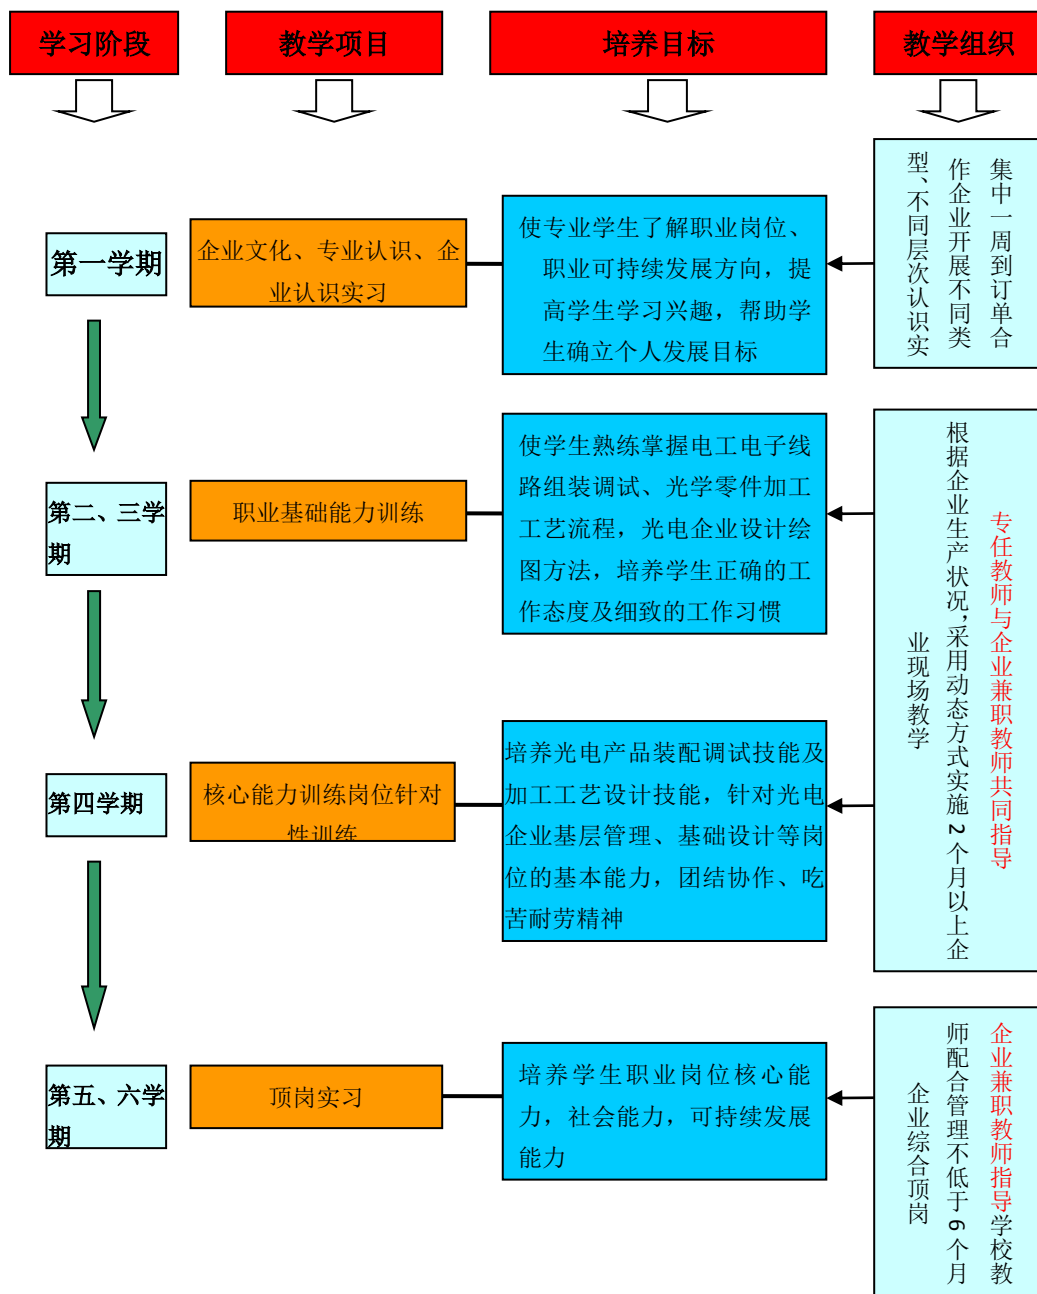 学习阶段
教学项目
培养目标
教学组织
第一学期
企业文化、专业认识、企
业认识实习
使专业学生了解职业岗位、
职业可持续发展方向，提
高学生学习兴趣，帮助学
生确立个人发展目标
集中一周到订单合
作企业开展不同类
型、不同层次认识实
第二、三学
期
职业基础能力训练
使学生熟练掌握电工电子线
路组装调试、光学零件加工
工艺流程，光电企业设计绘
图方法，培养学生正确的工
作态度及细致的工作习惯
专任教师与企业兼职教师共同指导
根据企业生产状况，采用动态方式实施 2 个月以上企
业现场教学
第四学期
核心能力训练岗位针对
性训练
培养光电产品装配调试技能及
加工工艺设计技能，针对光电
企业基层管理、基础设计等岗
位的基本能力，团结协作、吃
苦耐劳精神
第五、六学
期
顶岗实习
培养学生职业岗位核心能
力，社会能力，可持续发展
能力
企业兼职教师指导学校教
师配合管理不低于 6 个月
企业综合顶岗